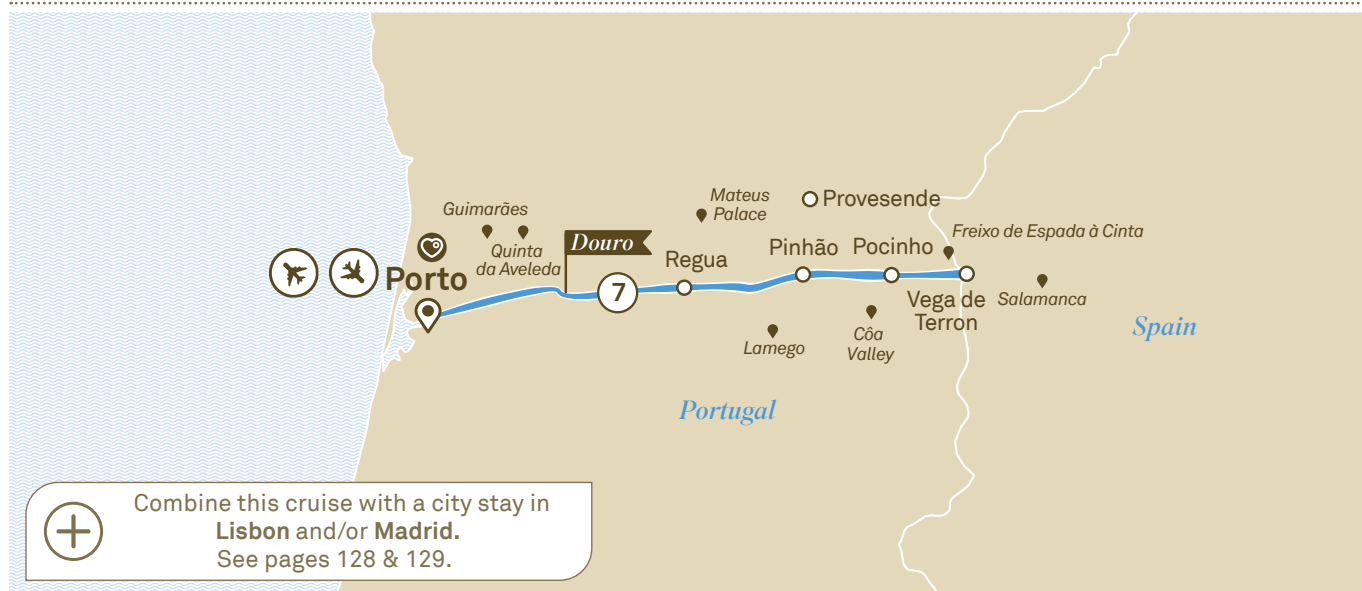 Guimarães
Quinta
da Aveleda
Porto
Douro
7
Regua
Mateus
Palace
Provesende
Pinhão
Pocinho
Freixo de Espada à Cinta
Vega de
Terron
Salamanca
Lamego
Côa
Valley
Spain
Portugal
Combine this cruise with a city stay in
Lisbon and/or Madrid.
See pages 128 & 129.